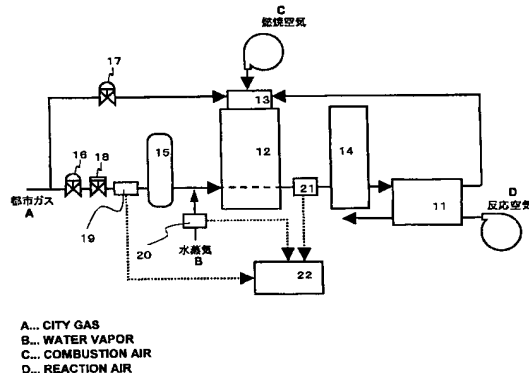 C
燃焼空気
17
13
16
18
15
12
14
21
11
都市ガス
A
19
20
水蒸気
B
22
D
反応空気
A... CITY GAS
B... WATER VAPOR
C... COMBUSTION AIR
D... REACTION AIR